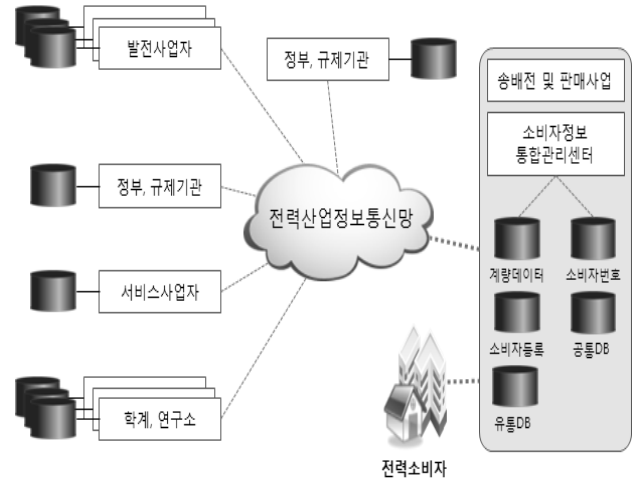 발전사업자
정부, 규제기관
송배전 및 판매사업
소비자정보
통합관리센터
정부, 규제기관
전력산업정보통신망
계량데이터
소비자번호
서비스사업자
소비자등록
공통DB
학계, 연구소
유통DB
전력소비자